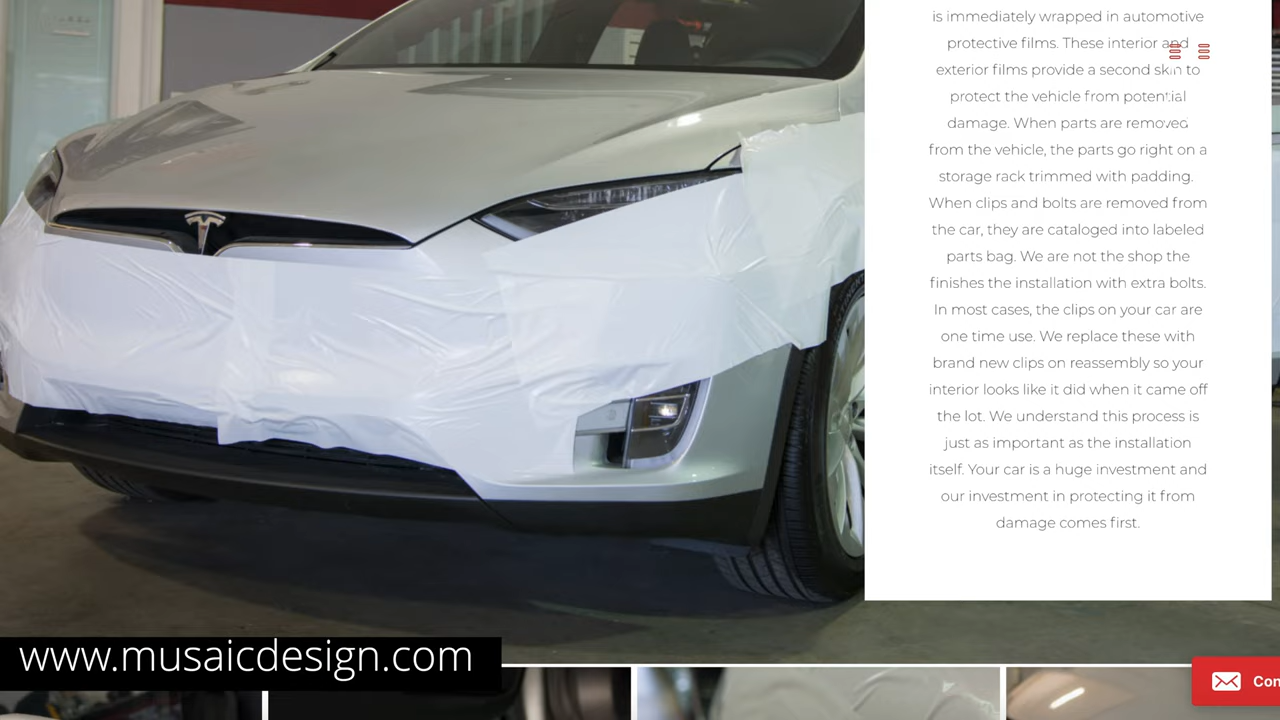 is immediately wrapped in automotive
protective films. These interior and
exterior films provide a second skin to
protect the vehicle from potential
damage. When parts are removed
from the vehicle, the parts go right on a
storage rack trimmed with padding.
When clips and bolts are removed from
the car, they are cataloged into labeled
parts bag. We are not the shop the
finishes the installation with extra bolts.
In most cases, the clips on your car are
one time use. We replace these with
brand new clips on reassembly so your
interior looks like it did when it came off
the lot. We understand this process is
just as important as the installation
itself. Your car is a huge investment and
our investment in protecting it from
damage comes first.
www.musaicdesign.com